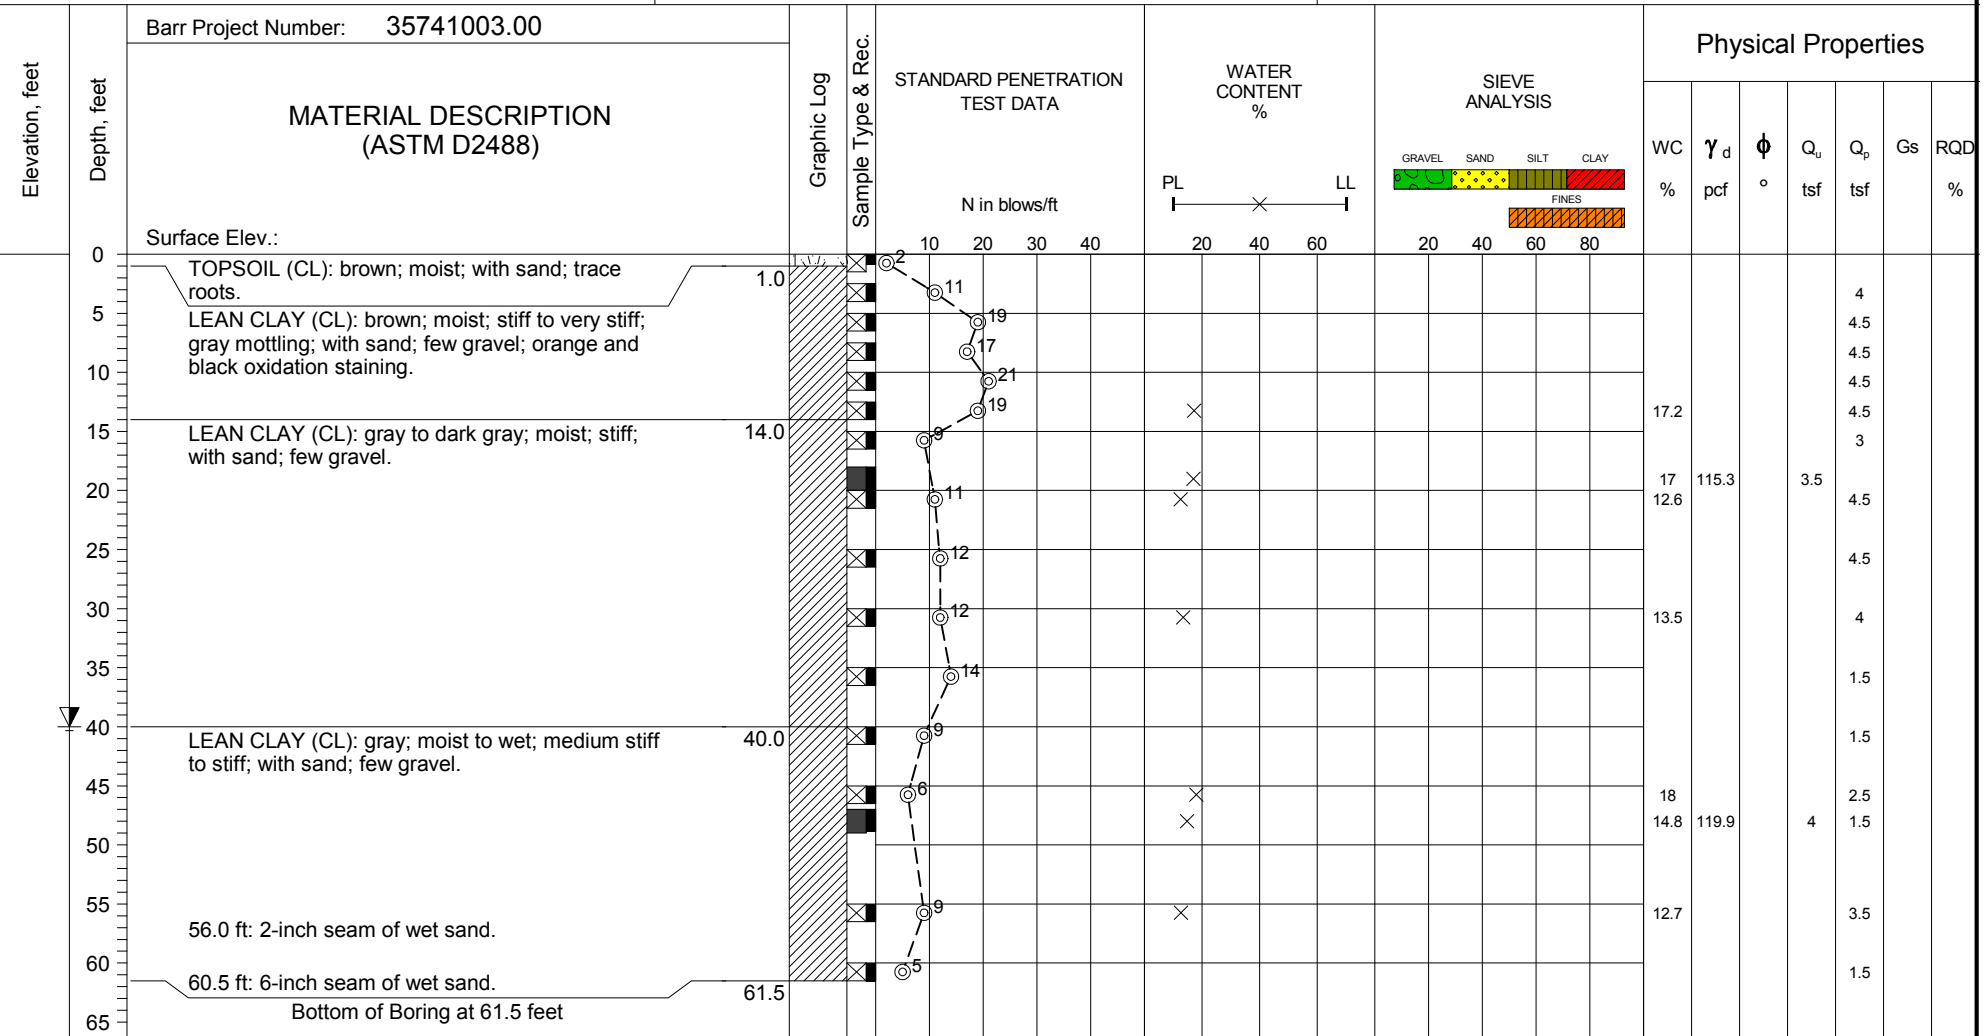 Barr Project Number: 35741003.00
Elevation, feet
Depth, feet
MATERIAL DESCRIPTION
(ASTM D2488)
Surface Elev.:
Graphic Log
Sample Type & Rec.
STANDARD PENETRATION
TEST DATA
N in blows/ft
10 20 30 40
WATER
CONTENT
%
PL LL
20 40 60
SIEVE
ANALYSIS
GRAVEL SAND SILT CLAY
FINES
20 40 60 80
Physical Properties
WC γ d ϕ Qu Qp Gs RQD
% pcf ° tsf tsf %
0
TOPSOIL (CL): brown; moist; with sand; trace
roots.
1.0
2
11 4
5
LEAN CLAY (CL): brown; moist; stiff to very stiff;
gray mottling; with sand; few gravel; orange and
black oxidation staining.
19 4.5
17 4.5
10
21 4.5
19 17.2 4.5
14.0
15
LEAN CLAY (CL): gray to dark gray; moist; stiff;
with sand; few gravel.
9 3
17 115.3 3.5
20
11 12.6 4.5
25
12 4.5
30
12 13.5 4
35
14 1.5
40
LEAN CLAY (CL): gray; moist to wet; medium stiff
to stiff; with sand; few gravel.
40.0
9 1.5
45
6 18 2.5
14.8 119.9 4 1.5
50
55
9 12.7 3.5
56.0 ft: 2-inch seam of wet sand.
60
5 1.5
60.5 ft: 6-inch seam of wet sand.
61.5
Bottom of Boring at 61.5 feet
65